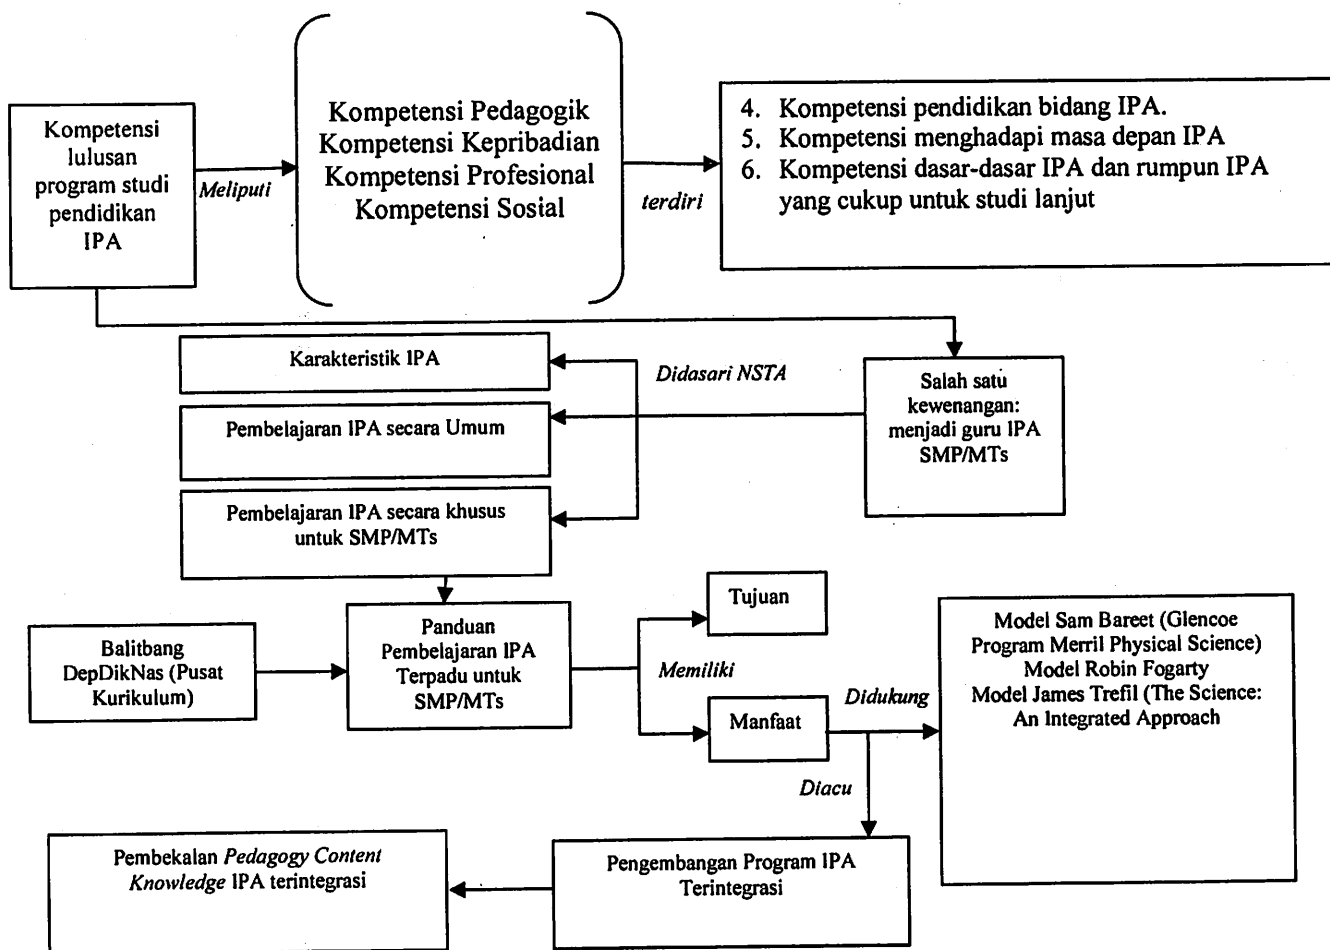 Kompetensi
lulusan
program studi
pendidikan
IPA
Meliputi
Kompetensi Pedagogik
Kompetensi Kepribadian
Kompetensi Profesional
Kompetensi Sosial
terdiri
4. Kompetensi pendidikan bidang IPA.
5. Kompetensi menghadapi masa depan IPA
6. Kompetensi dasar-dasar IPA dan rumpun IPA
yang cukup untuk studi lanjut
Karakteristik IPA
Didasari NSTA
Pembelajaran IPA secara Umum
Salah satu
kewenangan:
menjadi guru IPA
SMP/MTs
Pembelajaran IPA secara khusus
untuk SMP/MTs
Balitbang
DepDikNas (Pusat
Kurikulum)
Panduan
Pembelajaran IPA
Terpadu untuk
SMP/MTs
Memiliki
Tujuan
Manfaat
Didukung
Model Sam Bareet (Glencoe
Program Merril Physical Science)
Model Robin Fogarty
Model James Trefil (The Science:
An Integrated Approach
Diacu
Pengembangan Program IPA
Terintegrasi
Pembekalan Pedagogy Content
Knowledge IPA terintegrasi